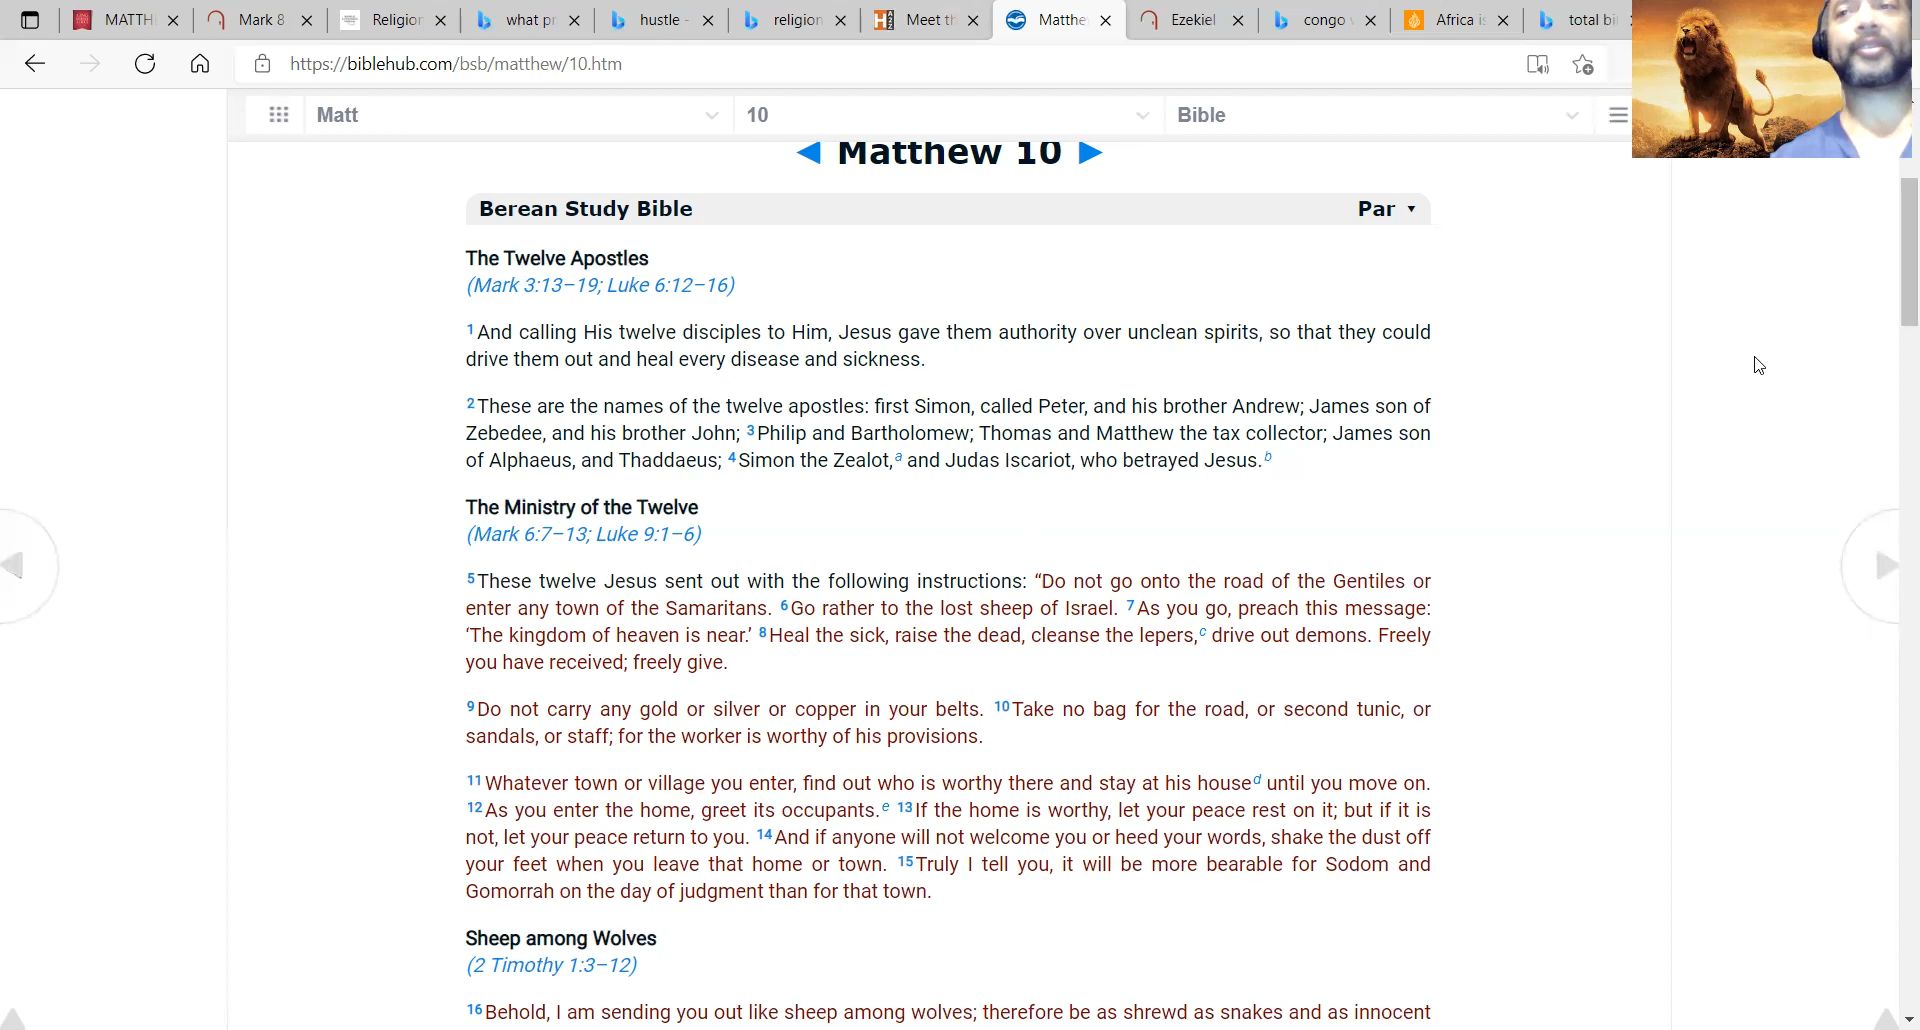 MATTHI
Mark 8
Religior
what pr
hustle -
religion
Meet th
Matthe
Ezekiel
congo
Africa is
total bi
https://biblehub.com/bsb/matthew/10.htm
Matt
10
Bible
◀ Matthew 10 ▶
Berean Study Bible
Par ▼
The Twelve Apostles
(Mark 3:13–19; Luke 6:12–16)
1 And calling His twelve disciples to Him, Jesus gave them authority over unclean spirits, so that they could
drive them out and heal every disease and sickness.
2 These are the names of the twelve apostles: first Simon, called Peter, and his brother Andrew; James son of
Zebedee, and his brother John; 3 Philip and Bartholomew; Thomas and Matthew the tax collector; James son
of Alphaeus, and Thaddaeus; 4 Simon the Zealot,a and Judas Iscariot, who betrayed Jesus.b
The Ministry of the Twelve
(Mark 6:7–13; Luke 9:1–6)
5 These twelve Jesus sent out with the following instructions: “Do not go onto the road of the Gentiles or
enter any town of the Samaritans. 6 Go rather to the lost sheep of Israel. 7 As you go, preach this message:
‘The kingdom of heaven is near.’ 8 Heal the sick, raise the dead, cleanse the lepers,c drive out demons. Freely
you have received; freely give.
9 Do not carry any gold or silver or copper in your belts. 10 Take no bag for the road, or second tunic, or
sandals, or staff; for the worker is worthy of his provisions.
11 Whatever town or village you enter, find out who is worthy there and stay at his house d until you move on.
12 As you enter the home, greet its occupants.e 13 If the home is worthy, let your peace rest on it; but if it is
not, let your peace return to you. 14 And if anyone will not welcome you or heed your words, shake the dust off
your feet when you leave that home or town. 15 Truly I tell you, it will be more bearable for Sodom and
Gomorrah on the day of judgment than for that town.
Sheep among Wolves
(2 Timothy 1:3–12)
16 Behold, I am sending you out like sheep among wolves; therefore be as shrewd as snakes and as innocent